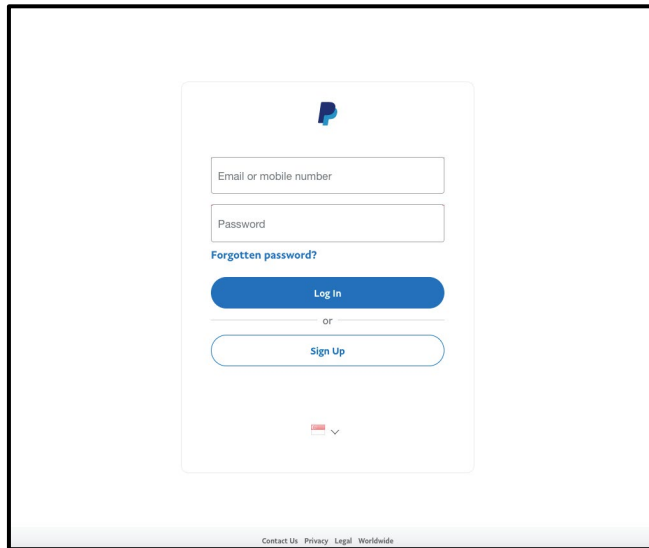 Email or mobile number
Password
Forgotten password?
Log In
or
Sign Up
Contact Us Privacy Legal Worldwide